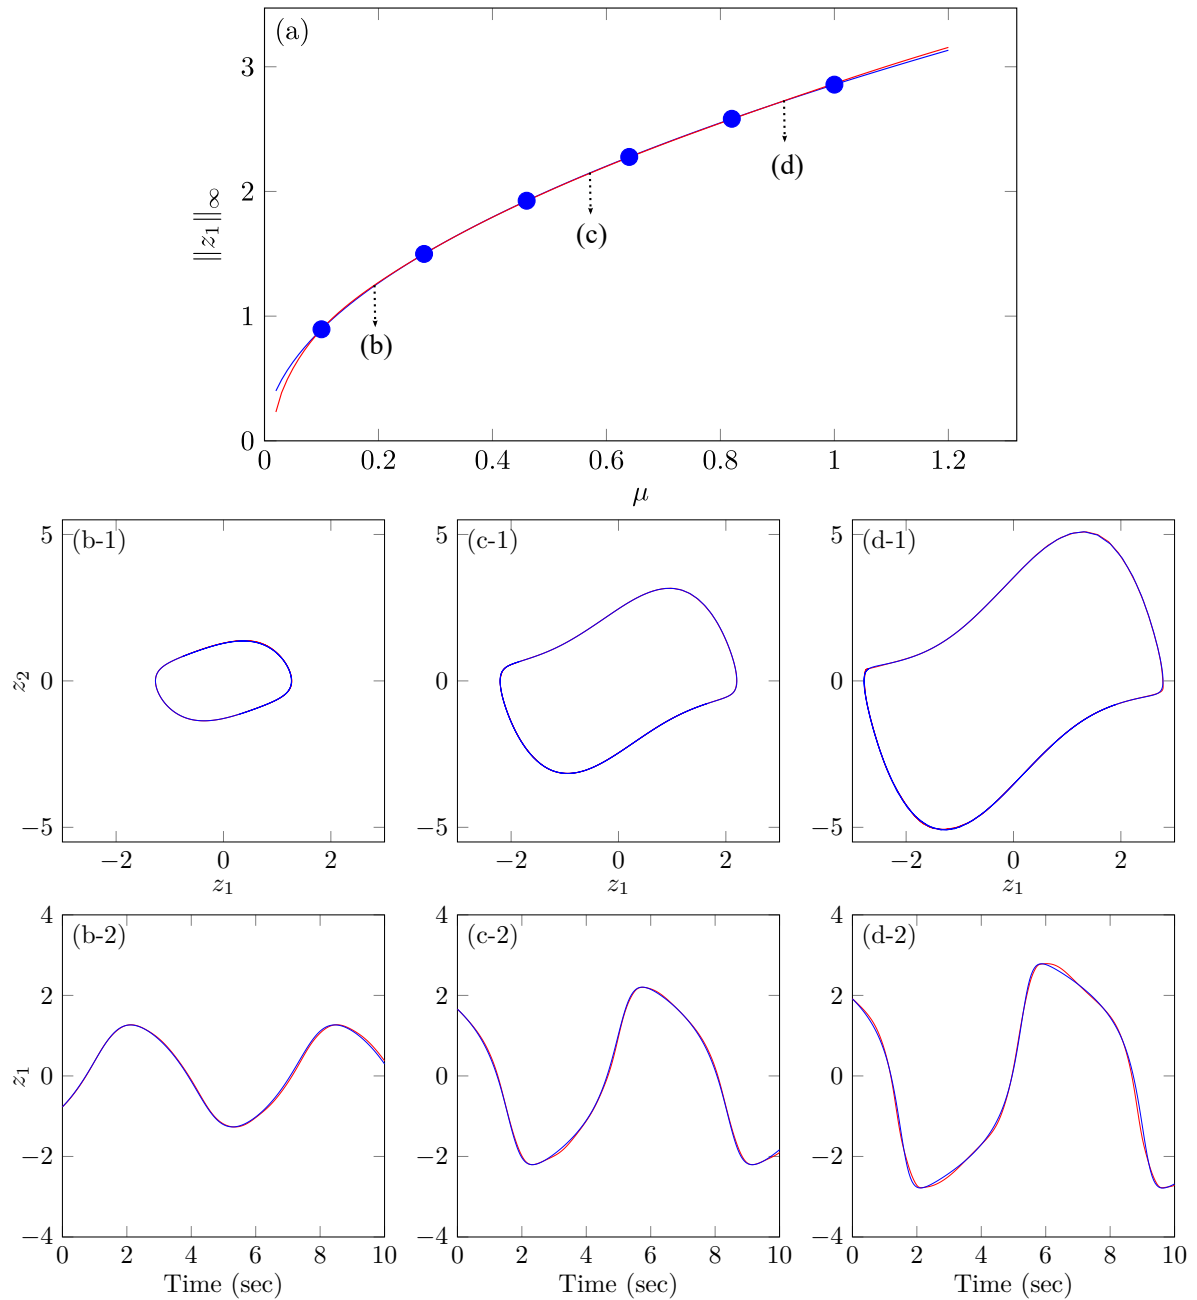 (a)
3
2
1
0
‖z₁‖∞
(b)
(c)
(d)
0 0.2 0.4 0.6 0.8 1 1.2
μ
(b-1) (c-1) (d-1)
5 5 5
0 0 0
−5 −5 −5
z₂
−2 0 2 −2 0 2 −2 0 2
z₁ z₁ z₁
(b-2) (c-2) (d-2)
4 4 4
2 2 2
0 0 0
−2 −2 −2
−4 −4 −4
z₁
0 2 4 6 8 10 0 2 4 6 8 10 0 2 4 6 8 10
Time (sec) Time (sec) Time (sec)